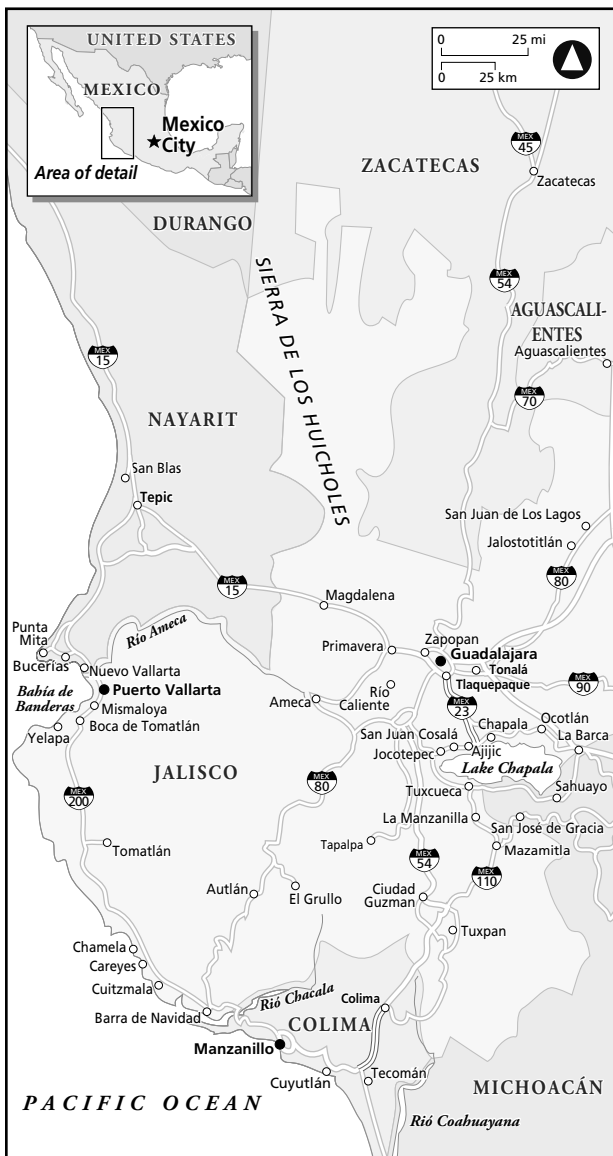 UNITED STATES
MEXICO
Mexico
City
Area of detail
0 25 mi
0 25 km
ZACATECAS
MEX
45
Zacatecas
DURANGO
SIERRA DE LOS HUICHOLES
MEX
54
AGUASCALI-
ENTES
Aguascalientes
MEX
15
MEX
70
NAYARIT
San Blas
Tepic
San Juan de Los Lagos
Jalostotitlán
MEX
80
MEX
15
Magdalena
Punta
Mita
Río Ameca
Primavera
Zapopan
Guadalajara
Bucerías
Nuevo Vallarta
Tonalá
Tlaquepaque
MEX
90
Bahía de
Banderas
Puerto Vallarta
Mismaloya
Boca de Tomatlán
Yelapa
Ameca
Río
Caliente
MEX
23
Chapala
Ocotlán
La Barca
San Juan Cosalá
Ajijic
Jocotepec
Lake Chapala
JALISCO
MEX
80
Tuxcueca
Sahuayo
MEX
200
La Manzanilla
San José de Gracia
Tomatlán
Tapalpa
Mazamitla
MEX
54
MEX
110
Autlán
El Grullo
Ciudad
Guzman
Tuxpan
Chamela
Careyes
Cuitzmala
Rió Chacala
Colima
Barra de Navidad
COLIMA
Manzanillo
Cuyutlán
Tecomán
MICHOACÁN
PACIFIC OCEAN
Rió Coahuayana